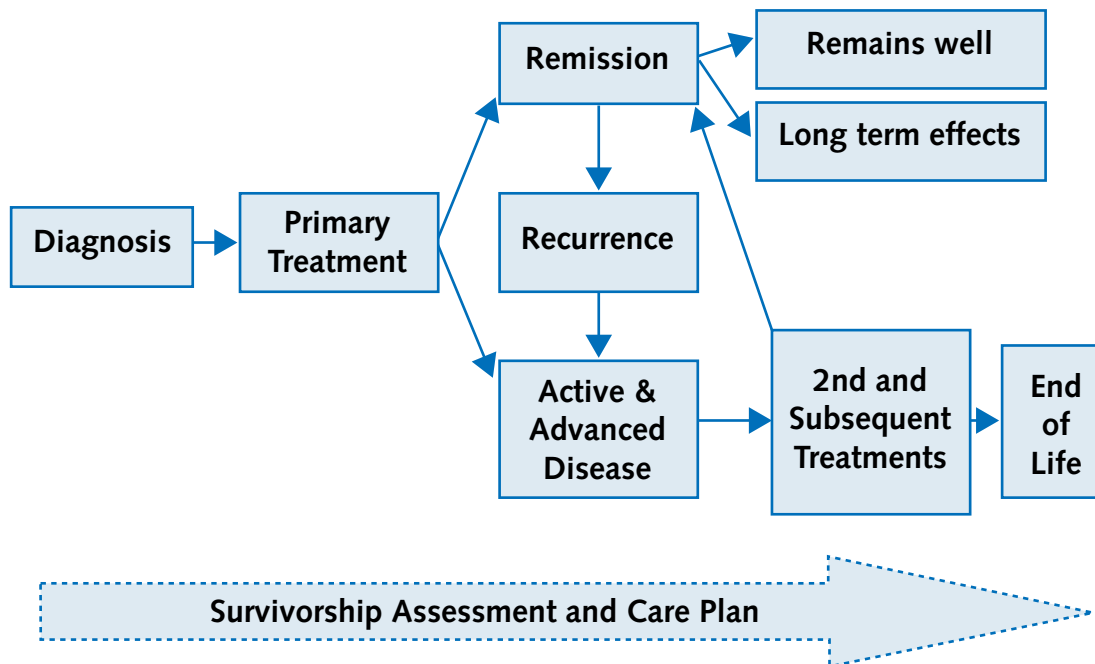 Remission
Remains well
Long term effects
Diagnosis
Primary
Treatment
Recurrence
Active &
Advanced
Disease
2nd and
Subsequent
Treatments
End
of
Life
Survivorship Assessment and Care Plan